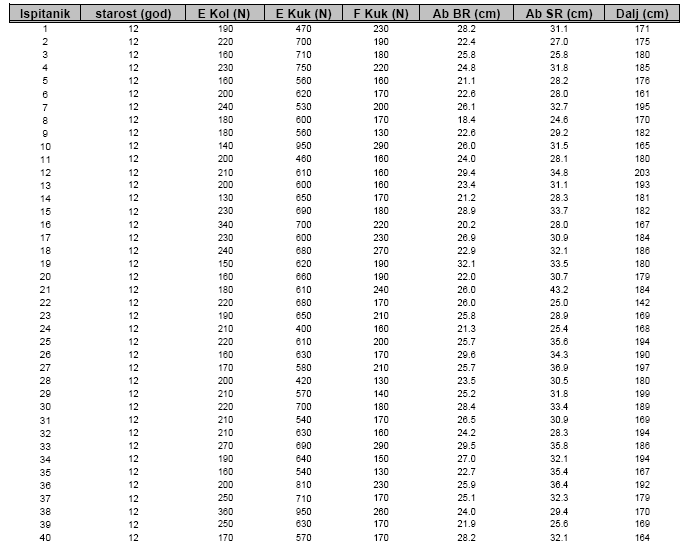 Ispitanik starost (god) E Kol (N) E Kuk (N) F Kuk (N) Ab BR (cm) Ab SR (cm) Dalj (cm)
1 12 190 470 230 28.2 31.1 171
2 12 220 700 190 22.4 27.0 175
3 12 160 710 180 25.8 25.8 180
4 12 230 750 220 24.8 31.8 185
5 12 160 560 160 21.1 28.2 176
6 12 200 620 170 22.6 28.0 161
7 12 240 530 200 26.1 32.7 195
8 12 180 600 170 18.4 24.6 170
9 12 180 560 130 22.6 29.2 182
10 12 140 950 290 26.0 31.5 165
11 12 200 460 160 24.0 28.1 180
12 12 210 610 160 29.4 34.8 203
13 12 200 600 160 23.4 31.1 193
14 12 130 650 170 21.2 28.3 181
15 12 230 690 180 28.9 33.7 182
16 12 340 700 220 20.2 28.0 167
17 12 230 600 230 26.9 30.9 184
18 12 240 680 270 22.9 32.1 186
19 12 150 620 190 32.1 33.5 180
20 12 160 660 190 22.0 30.7 179
21 12 180 610 240 26.0 43.2 184
22 12 220 680 170 26.0 25.0 142
23 12 190 650 210 25.8 28.9 169
24 12 210 400 160 21.3 25.4 168
25 12 220 610 200 25.7 35.6 194
26 12 160 630 170 29.6 34.3 190
27 12 170 580 210 25.7 36.9 197
28 12 200 420 130 23.5 30.5 180
29 12 210 570 140 25.2 31.8 199
30 12 220 700 180 28.4 33.4 189
31 12 210 540 170 26.5 30.9 169
32 12 210 630 160 24.2 28.3 194
33 12 270 690 290 29.5 35.8 186
34 12 190 640 150 27.0 32.1 194
35 12 160 540 130 22.7 35.4 167
36 12 200 810 230 25.9 36.4 192
37 12 250 710 170 25.1 32.3 179
38 12 360 950 260 24.0 29.4 170
39 12 250 630 170 21.9 25.6 169
40 12 170 570 170 28.2 32.1 164